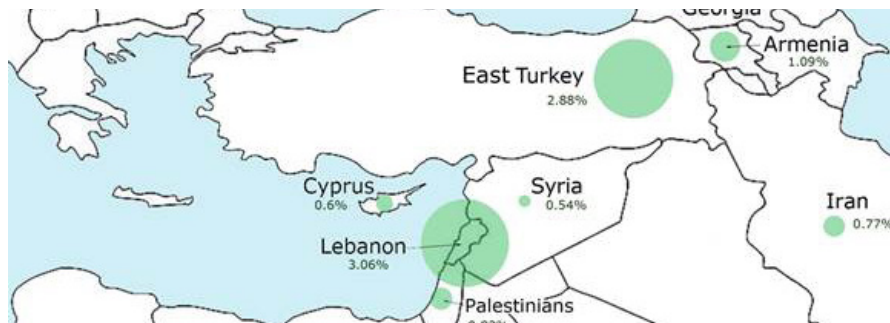 Georgia
Armenia
1.09%
East Turkey
2.88%
Cyprus
0.6%
Syria
0.54%
Iran
0.77%
Lebanon
3.06%
Palestinians